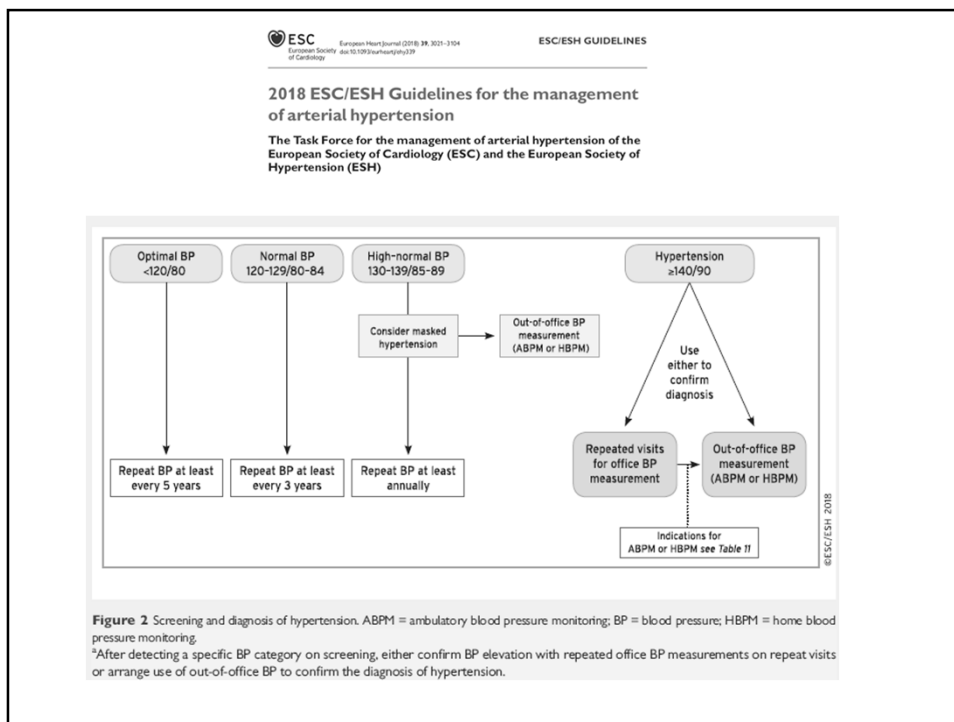 ESC
European Society
of Cardiology
European Heart Journal (2018) 39, 3021–3104
doi:10.1093/eurheartj/ehy339
ESC/ESH GUIDELINES
2018 ESC/ESH Guidelines for the management
of arterial hypertension
The Task Force for the management of arterial hypertension of the
European Society of Cardiology (ESC) and the European Society of
Hypertension (ESH)
Optimal BP
<120/80
Normal BP
120–129/80–84
High-normal BP
130–139/85–89
Hypertension
≥140/90
Consider masked
hypertension
Out-of-office BP
measurement
(ABPM or HBPM)
Use
either to
confirm
diagnosis
Repeat BP at least
every 5 years
Repeat BP at least
every 3 years
Repeat BP at least
annually
Repeated visits
for office BP
measurement
Out-of-office BP
measurement
(ABPM or HBPM)
Indications for
ABPM or HBPM see Table 11
©ESC/ESH 2018
Figure 2 Screening and diagnosis of hypertension. ABPM = ambulatory blood pressure monitoring; BP = blood pressure; HBPM = home blood
pressure monitoring.
ᵃAfter detecting a specific BP category on screening, either confirm BP elevation with repeated office BP measurements on repeat visits
or arrange use of out-of-office BP to confirm the diagnosis of hypertension.